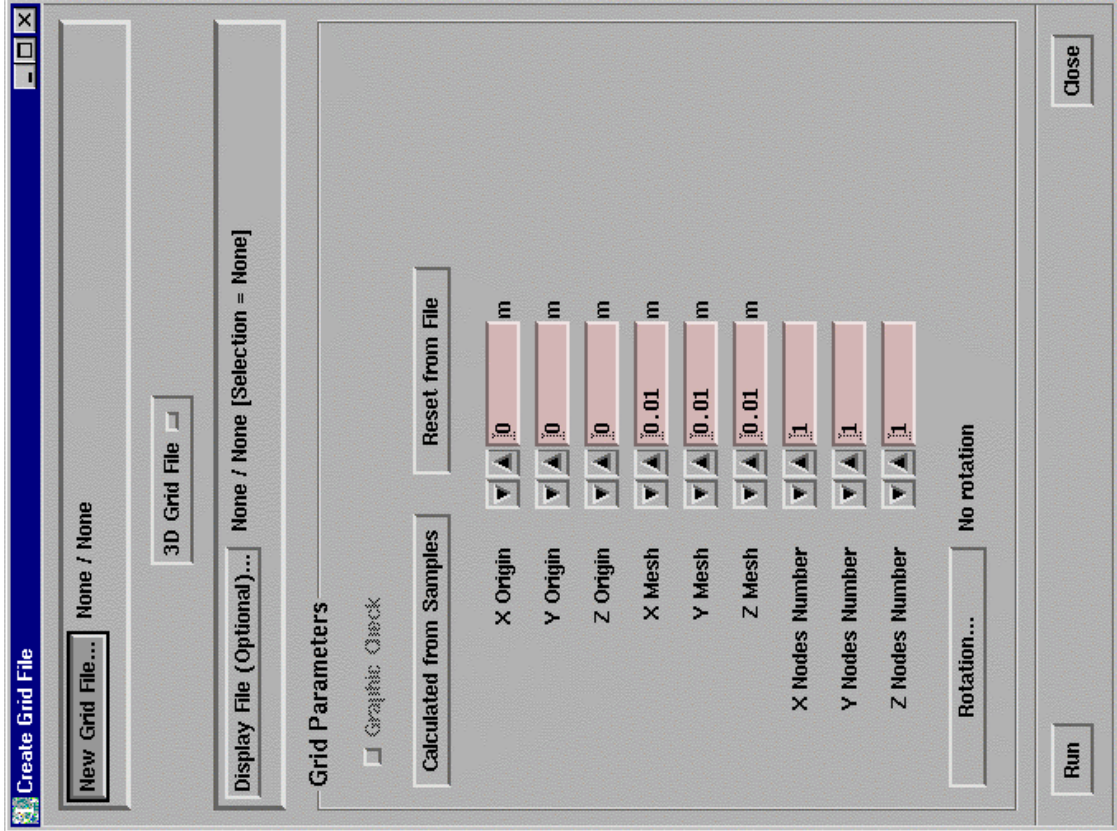 Create Grid File
New Grid File... None / None
3D Grid File
Display File (Optional)... None / None [Selection = None]
Grid Parameters
Graphic Check
Calculated from Samples Reset from File
X Origin 0 m
Y Origin 0 m
Z Origin 0 m
X Mesh 0.01 m
Y Mesh 0.01 m
Z Mesh 0.01 m
X Nodes Number 1
Y Nodes Number 1
Z Nodes Number 1
Rotation... No rotation
Run Close